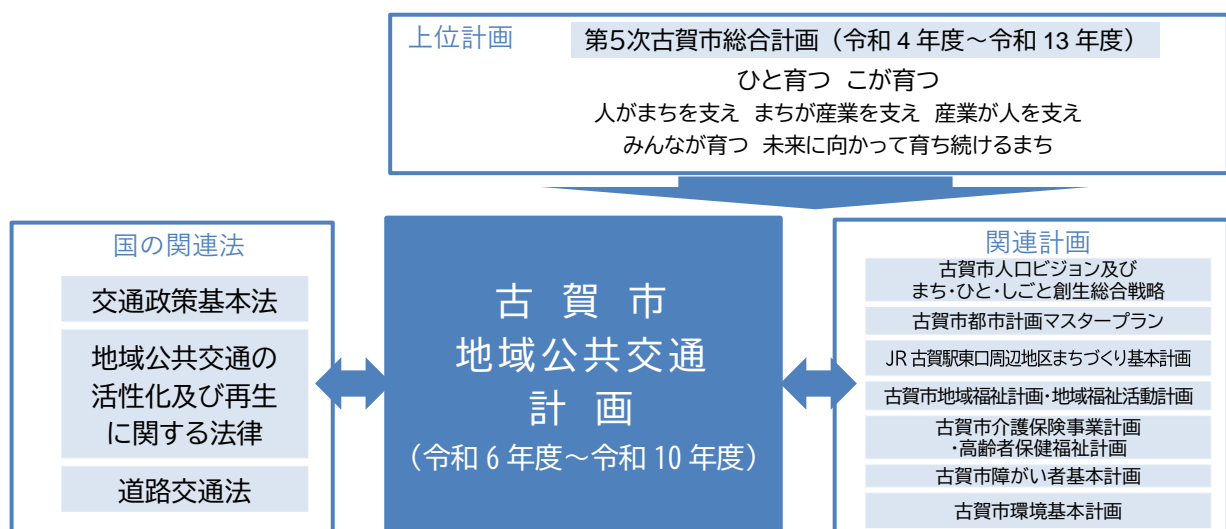 上位計画
第5次古賀市総合計画（令和 4 年度～令和 13 年度）
ひと育つ こが育つ
人がまちを支え まちが産業を支え 産業が人を支え
みんなが育つ 未来に向かって育ち続けるまち
国の関連法
交通政策基本法
地域公共交通の
活性化及び再生
に関する法律
道路交通法
古 賀 市
地域公共交通
計 画
（令和 6 年度～令和 10 年度）
関連計画
古賀市人口ビジョン及び
まち・ひと・しごと創生総合戦略
古賀市都市計画マスタープラン
JR 古賀駅東口周辺地区まちづくり基本計画
古賀市地域福祉計画・地域福祉活動計画
古賀市介護保険事業計画
・高齢者保健福祉計画
古賀市障がい者基本計画
古賀市環境基本計画